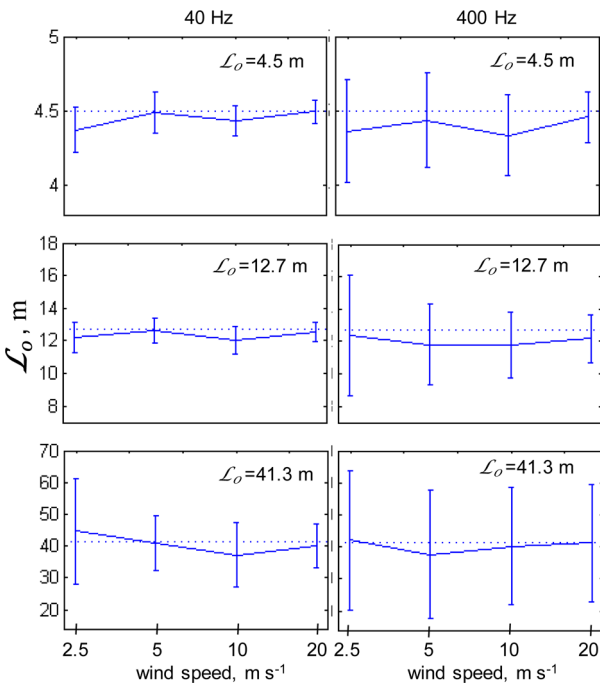 40 Hz 400 Hz
5 ℒo=4.5 m ℒo=4.5 m
4.5
4
18
16 ℒo=12.7 m ℒo=12.7 m
14
12
10
8
ℒo, m
70
60 ℒo=41.3 m ℒo=41.3 m
50
40
30
20
2.5 5 10 20 2.5 5 10 20
wind speed, m s-1 wind speed, m s-1